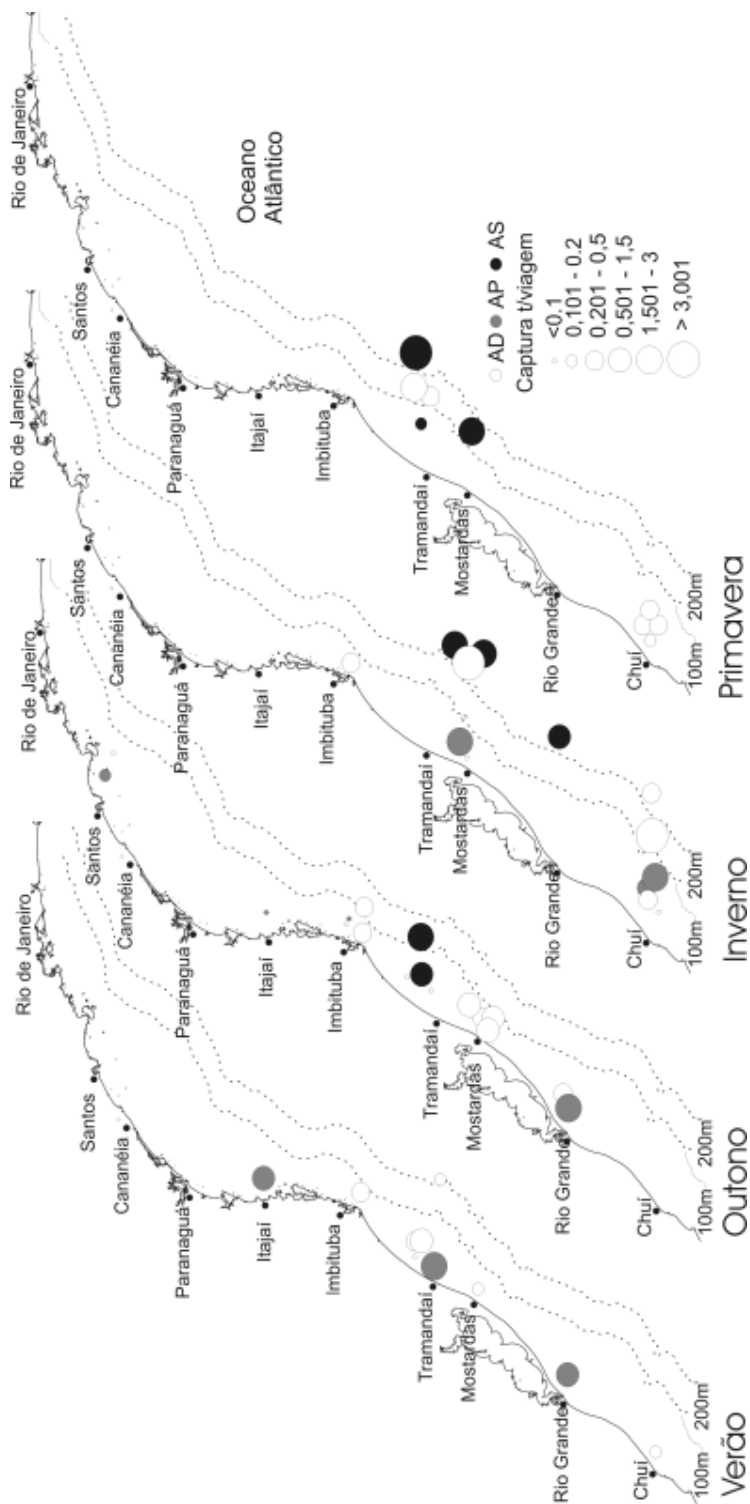 Rio de Janeiro
Santos
Cananéia
Paranaguá
Itajaí
Imbituba
Tramandaí
Mostardas
Rio Grande
Chuí
100m
200m
Verão
Rio de Janeiro
Santos
Cananéia
Paranaguá
Itajaí
Imbituba
Tramandaí
Mostardas
Rio Grande
Chuí
100m
200m
Outono
Rio de Janeiro
Santos
Cananéia
Paranaguá
Itajaí
Imbituba
Tramandaí
Mostardas
Rio Grande
Chuí
100m
200m
Inverno
Rio de Janeiro
Santos
Cananéia
Paranaguá
Itajaí
Imbituba
Tramandaí
Mostardas
Rio Grande
Chuí
100m
200m
Primavera
Oceano
Atlântico
AD AP AS
Captura t/viagem
<0.1
0,101 - 0.2
0,201 - 0,5
0,501 - 1,5
1,501 - 3
> 3,001